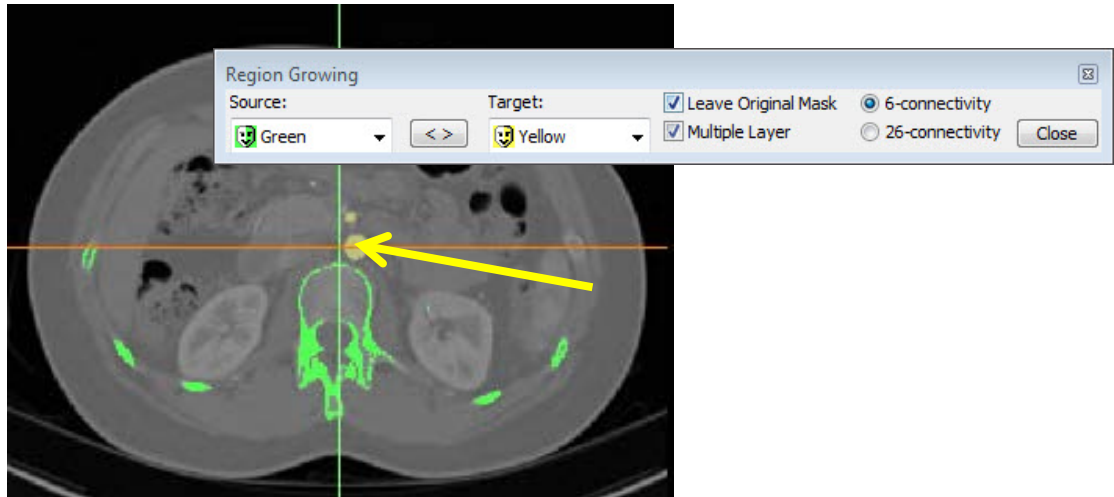 Region Growing
Source: Target: Leave Original Mask 6-connectivity
Green < > Yellow Multiple Layer 26-connectivity Close